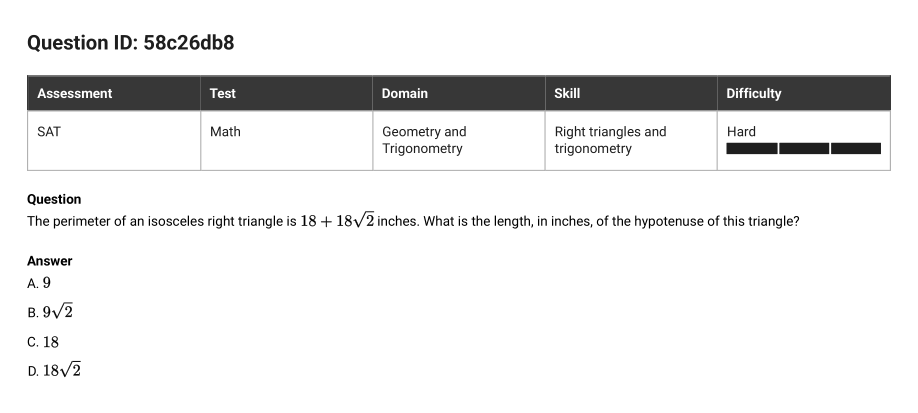 Question ID: 58c26db8
Assessment Test Domain Skill Difficulty
SAT Math Geometry and Right triangles and Hard
Trigonometry trigonometry
Question
The perimeter of an isosceles right triangle is 18 + 18√2 inches. What is the length, in inches, of the hypotenuse of this triangle?
Answer
A. 9
B. 9√2
C. 18
D. 18√2